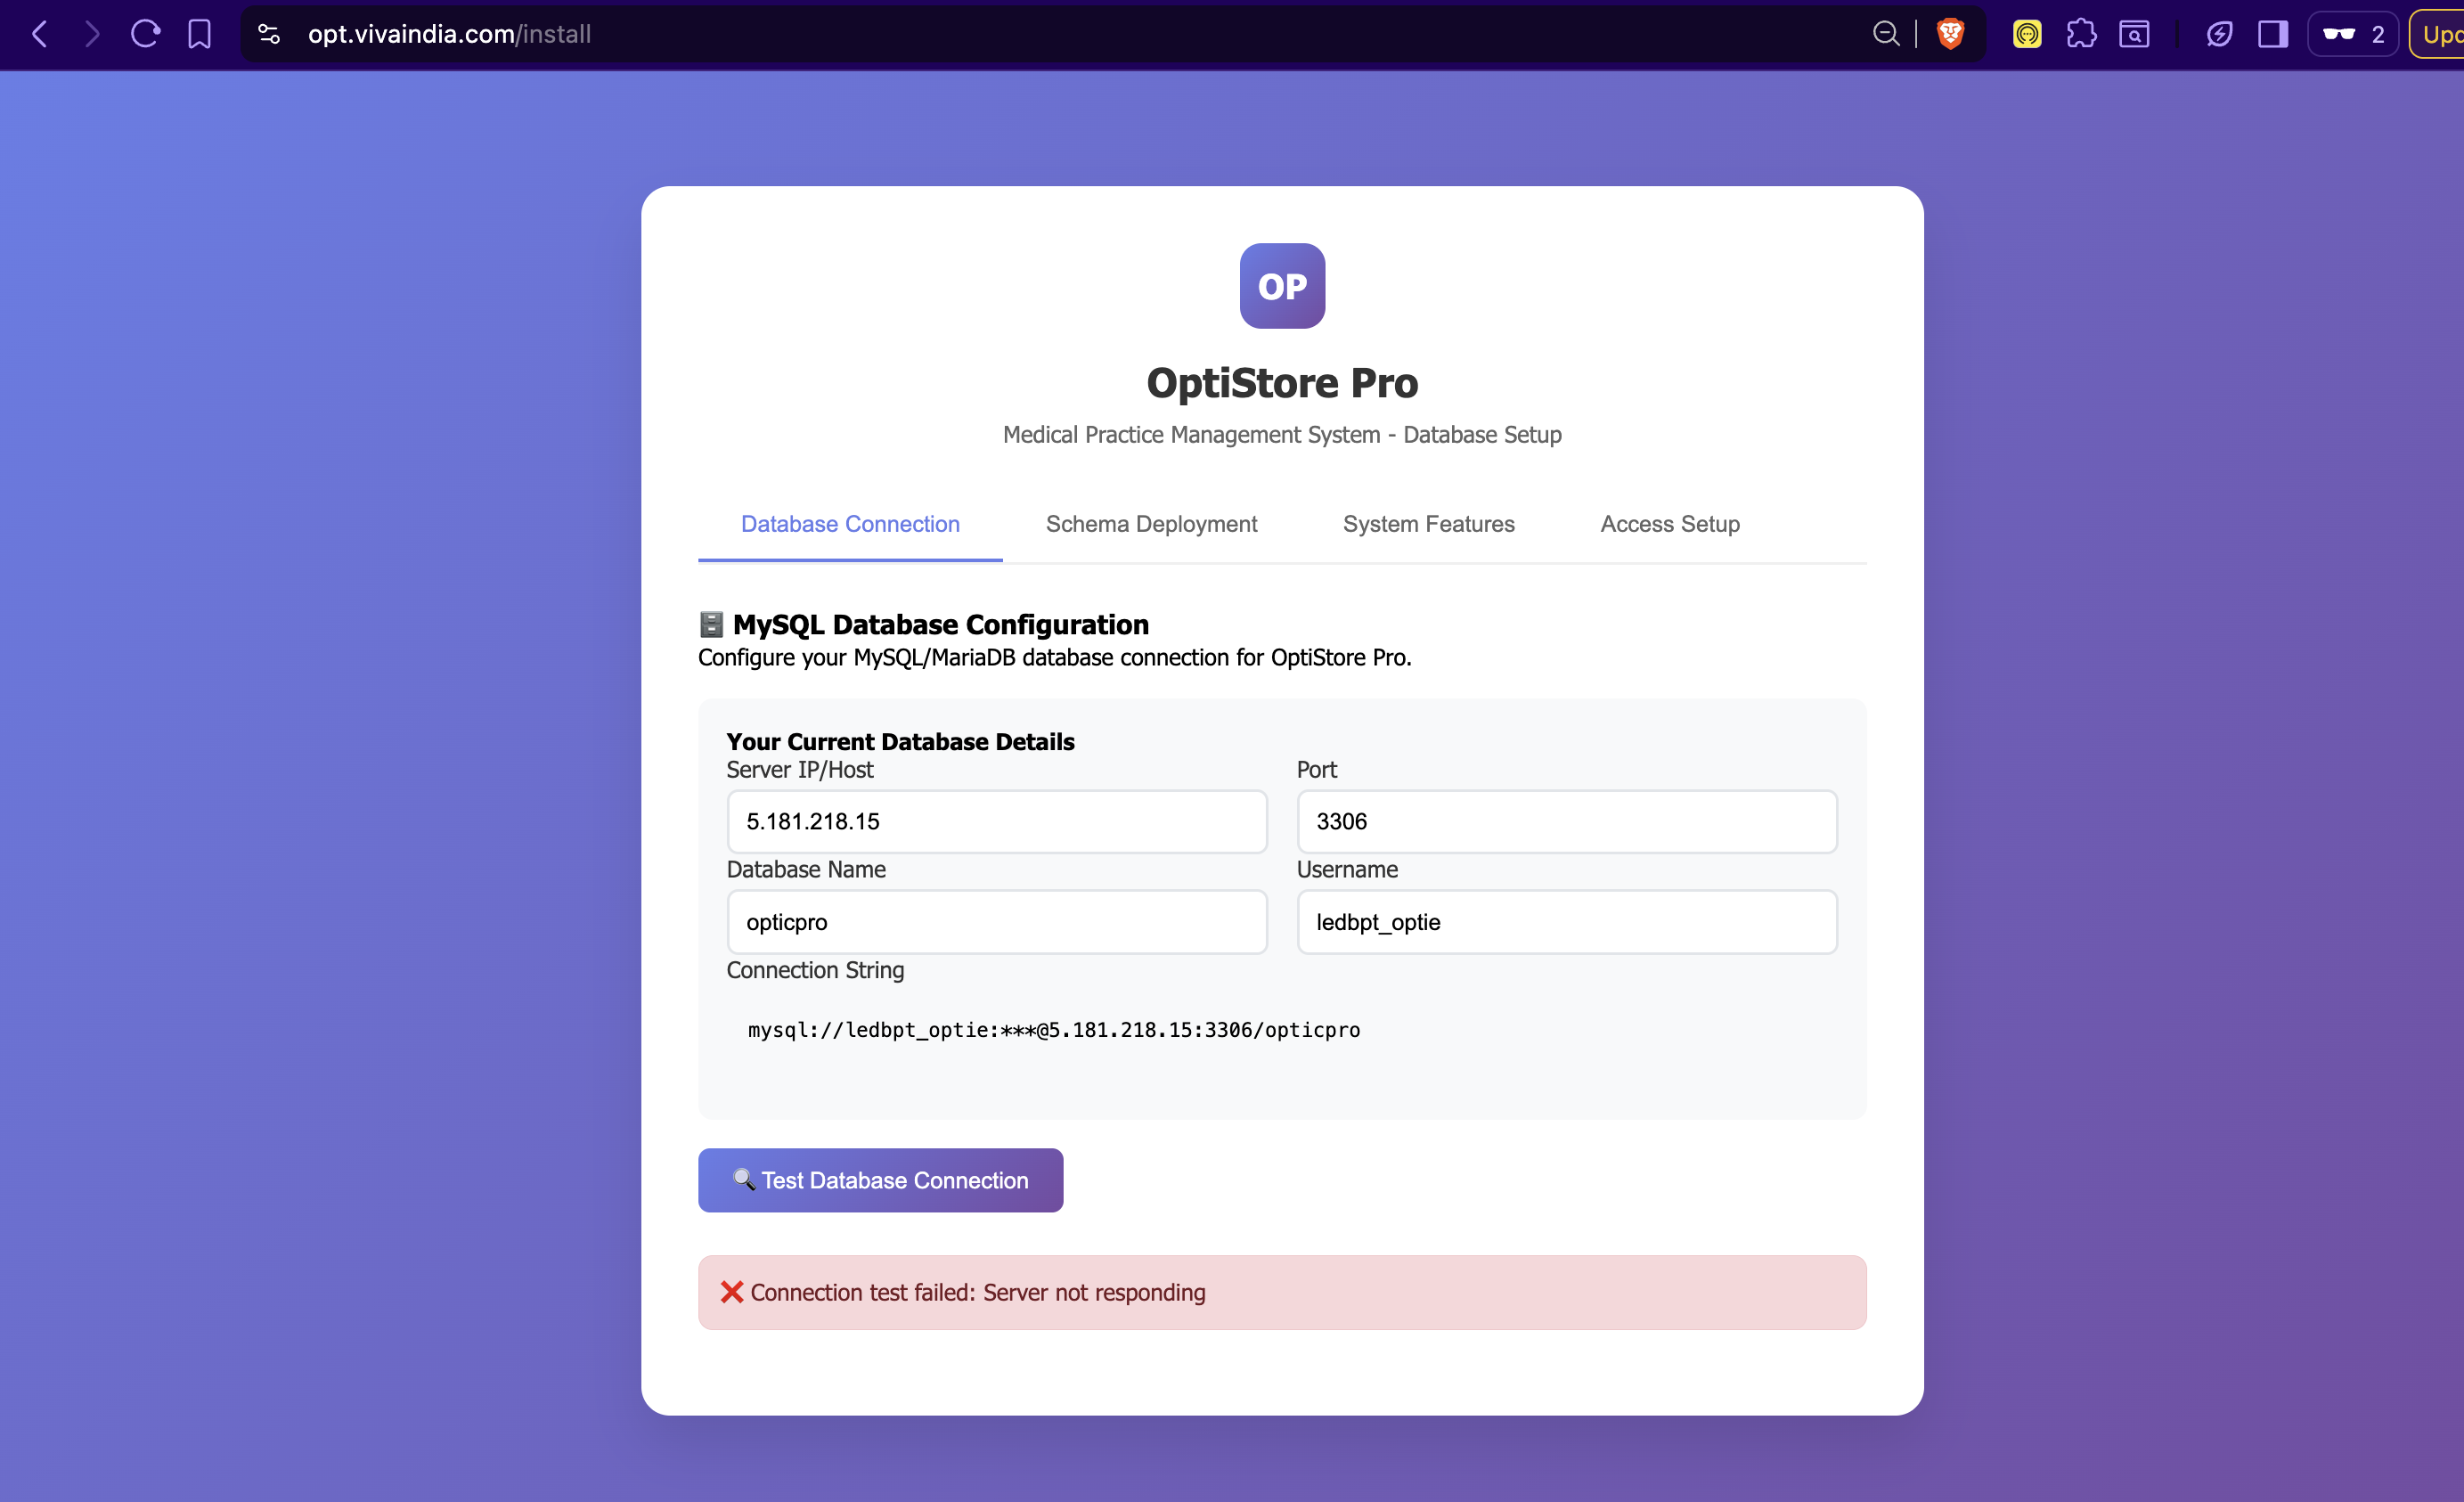 opt.vivaindia.com/install
2
OP
OptiStore Pro
Medical Practice Management System - Database Setup
Database Connection Schema Deployment System Features Access Setup
MySQL Database Configuration
Configure your MySQL/MariaDB database connection for OptiStore Pro.
Your Current Database Details
Server IP/Host Port
5.181.218.15 3306
Database Name Username
opticpro ledbpt_optie
Connection String
mysql://ledbpt_optie:***@5.181.218.15:3306/opticpro
Test Database Connection
Connection test failed: Server not responding